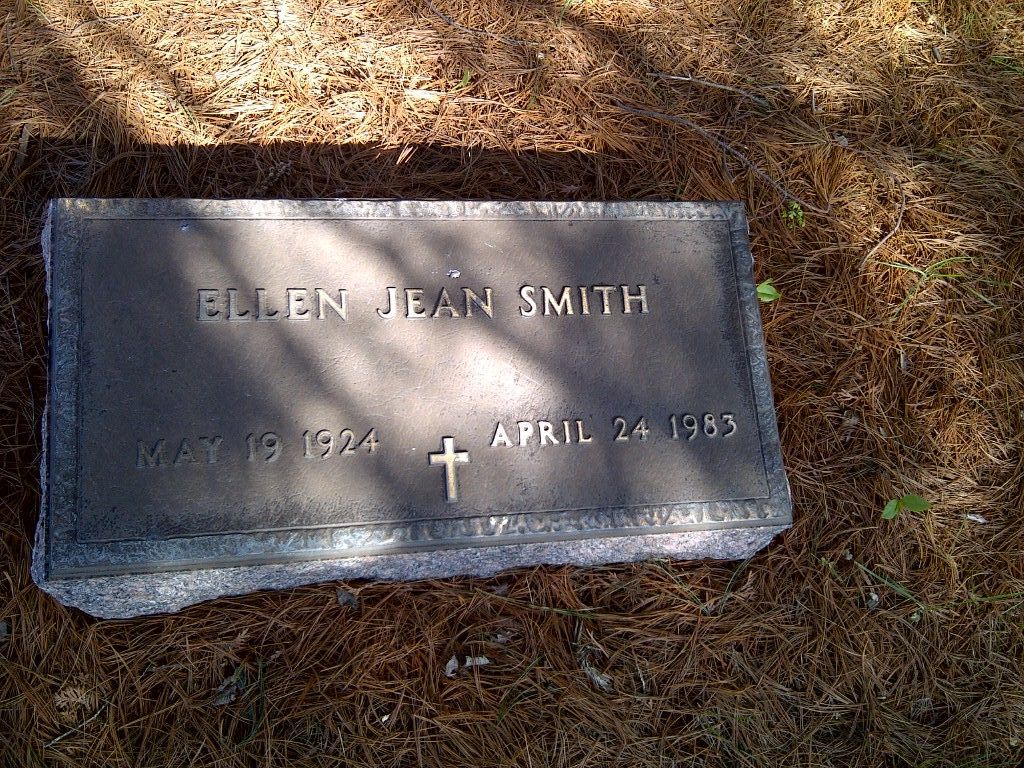 ELLEN JEAN SMITH
MAY 19 1924 APRIL 24 1983